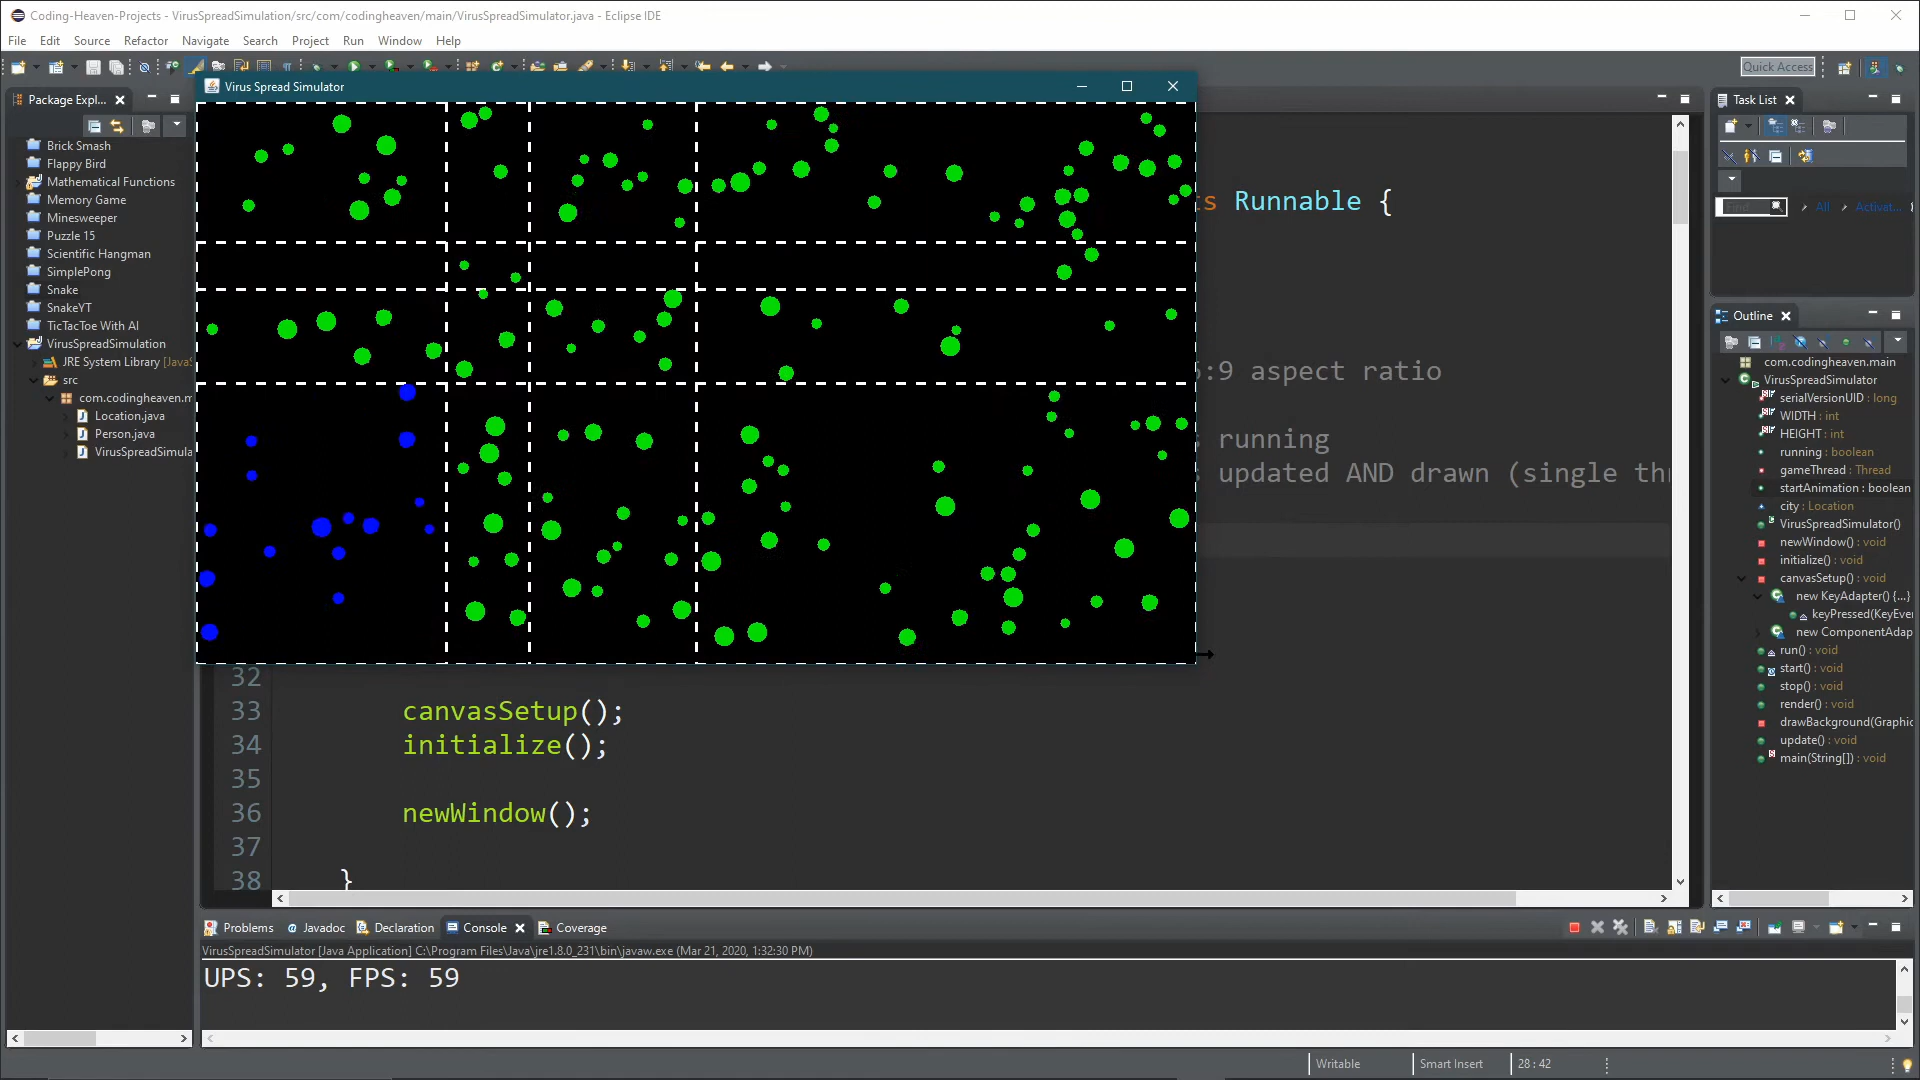 Coding-Heaven-Projects - VirusSpreadSimulation/src/com/codingheaven/main/VirusSpreadSimulator.java - Eclipse IDE
File Edit Source Refactor Navigate Search Project Run Window Help
Quick Access
Package Expl...
Brick Smash
Flappy Bird
Mathematical Functions
Memory Game
Minesweeper
Puzzle 15
Scientific Hangman
SimplePong
Snake
SnakeYT
TicTacToe With AI
VirusSpreadSimulation
JRE System Library [JavaS
src
com.codingheaven.m
Location.java
Person.java
VirusSpreadSimula
Virus Spread Simulator
s Runnable {
:9 aspect ratio
running
updated AND drawn (single th
32
33 canvasSetup();
34 initialize();
35
36 newWindow();
37
38 }
Task List
All Activat...
Outline
com.codingheaven.main
VirusSpreadSimulator
serialVersionUID : long
WIDTH : int
HEIGHT : int
running : boolean
gameThread : Thread
startAnimation : boolean
city : Location
VirusSpreadSimulator()
newWindow() : void
initialize() : void
canvasSetup() : void
new KeyAdapter() {...}
keyPressed(KeyEve
new ComponentAdap
run() : void
start() : void
stop() : void
render() : void
drawBackground(Graphic
update() : void
main(String[]) : void
Problems Javadoc Declaration Console Coverage
VirusSpreadSimulator [Java Application] C:\Program Files\Java\jre1.8.0_231\bin\javaw.exe (Mar 21, 2020, 1:32:30 PM)
UPS: 59, FPS: 59
Writable Smart Insert 28 : 42